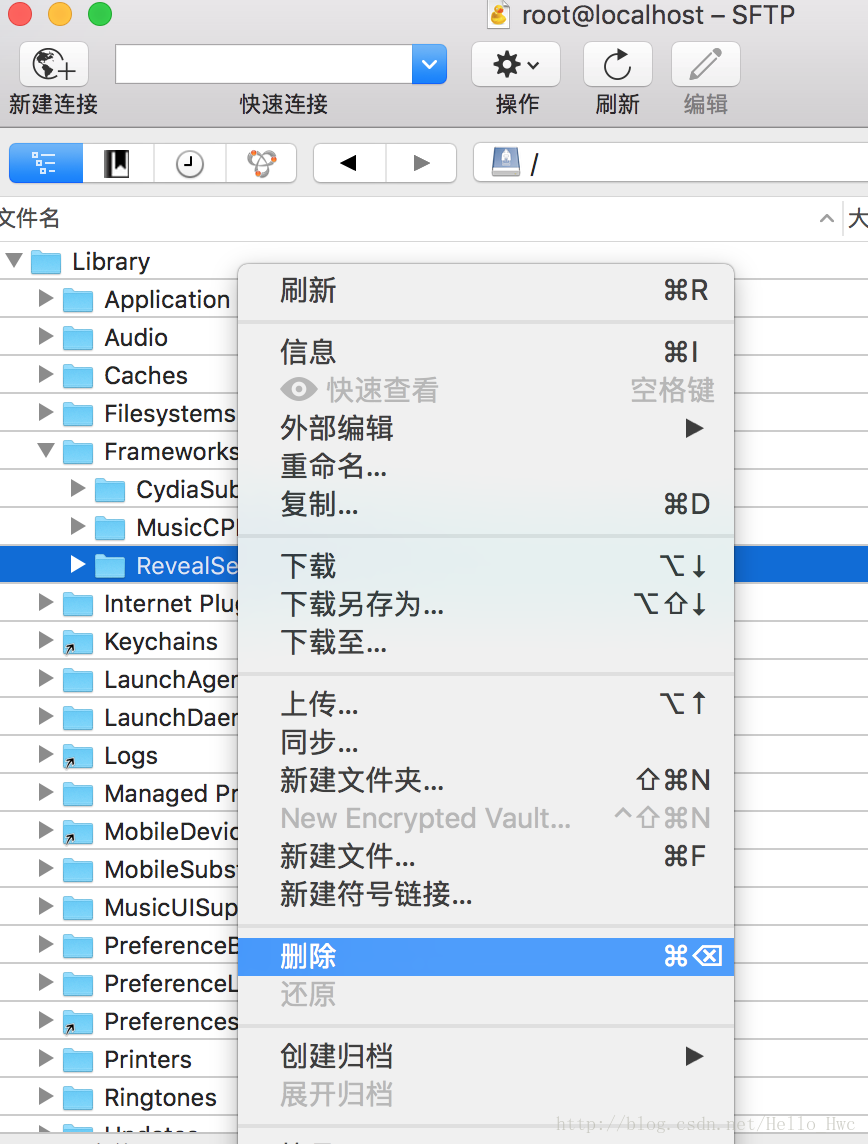 root@localhost – SFTP
新建连接
快速连接
操作
刷新
编辑
/
文件名
大
Library
Application
Audio
Caches
Filesystems
Frameworks
CydiaSub
MusicCP
RevealSe
Internet Plug
Keychains
LaunchAgen
LaunchDaem
Logs
Managed Pr
MobileDevic
MobileSubst
MusicUISup
PreferenceB
PreferenceL
Preferences
Printers
Ringtones
Updates
刷新 ⌘R
信息 ⌘I
快速查看 空格键
外部编辑
重命名...
复制... ⌘D
下载 ⌥↓
下载另存为... ⌥⇧↓
下载至...
上传... ⌥↑
同步...
新建文件夹... ⇧⌘N
New Encrypted Vault... ^⇧⌘N
新建文件... ⌘F
新建符号链接...
删除 ⌘⌫
还原
创建归档
展开归档
http://blog.csdn.net/Hello_Hwc